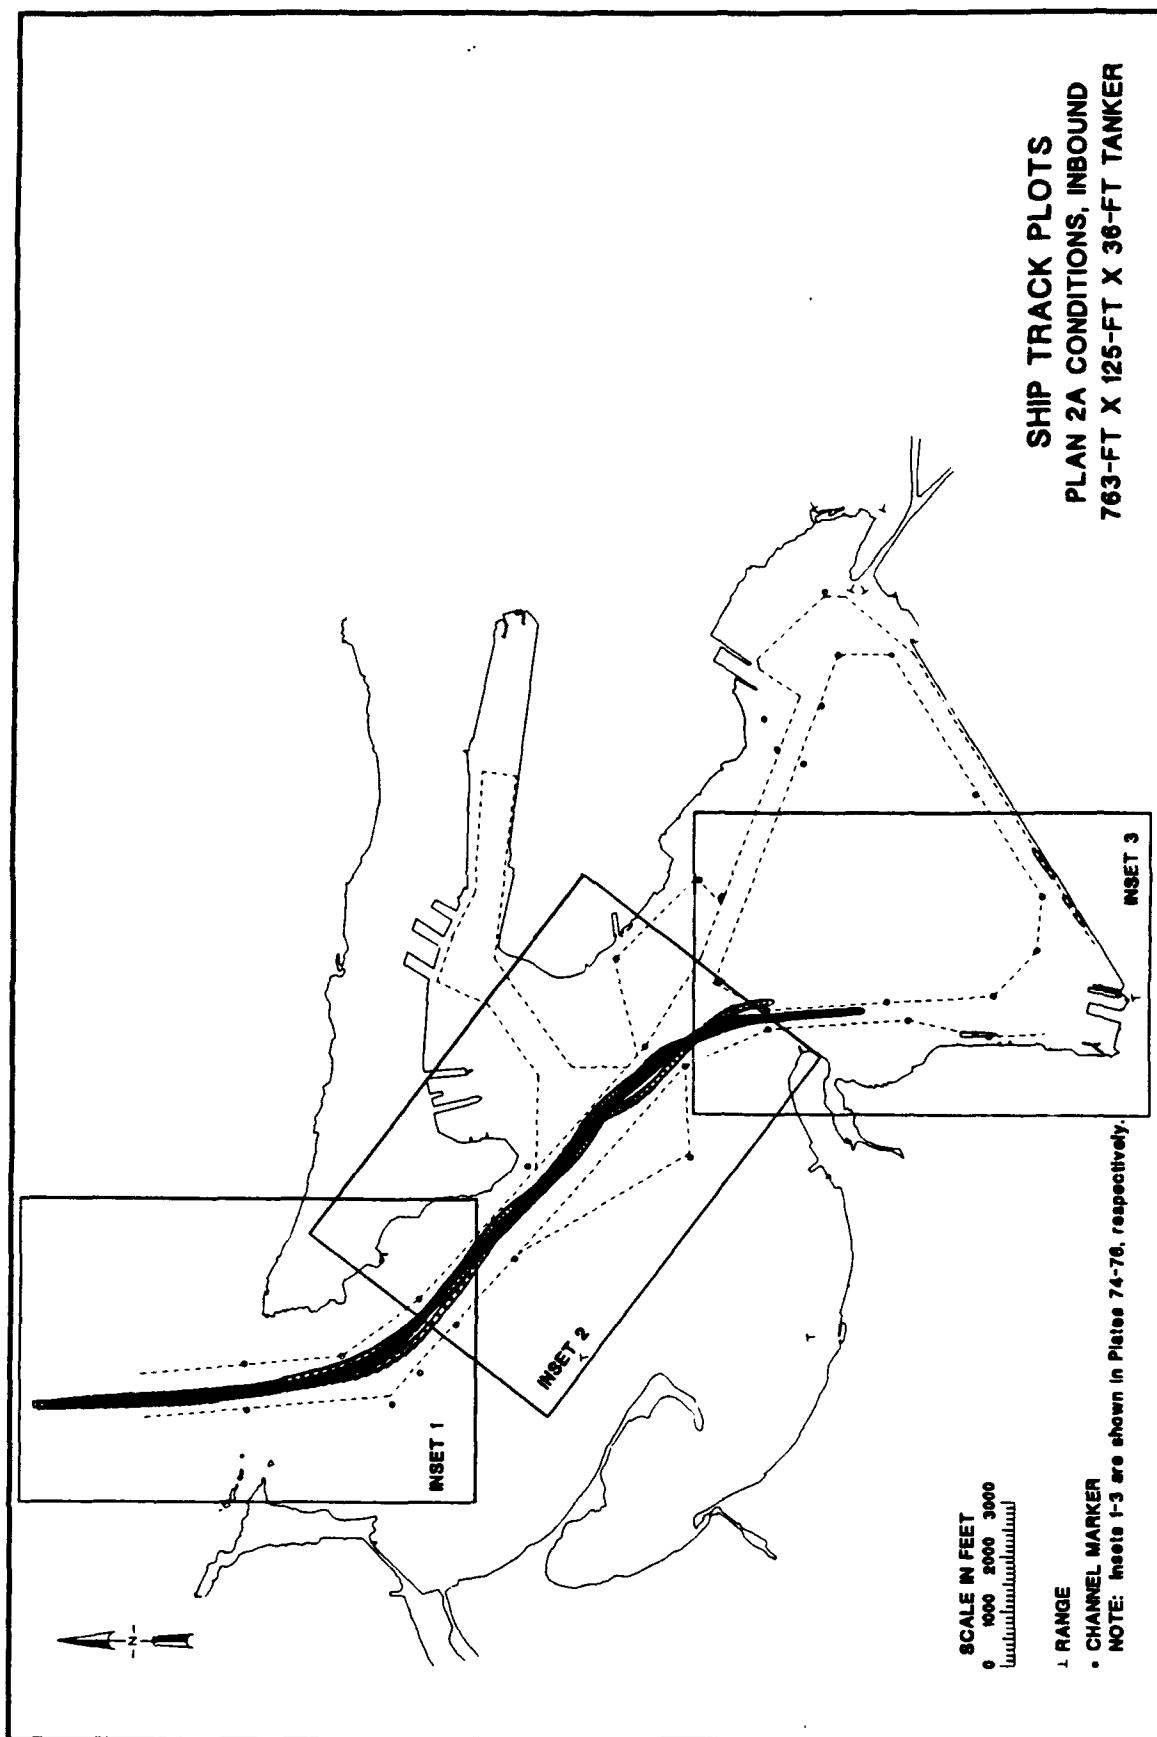 SHIP TRACK PLOTS
PLAN 2A CONDITIONS, INBOUND
763-FT X 125-FT X 36-FT TANKER
INSET 1
INSET 2
INSET 3
N
SCALE IN FEET
0 1000 2000 3000
RANGE
• CHANNEL MARKER
NOTE: Insets 1-3 are shown in Plates 74-76, respectively.